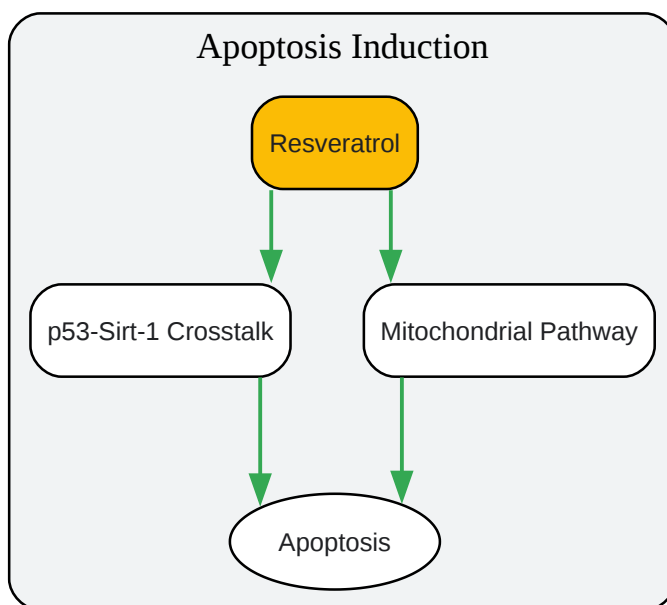 Apoptosis Induction
Resveratrol
p53-Sirt-1 Crosstalk
Mitochondrial Pathway
Apoptosis